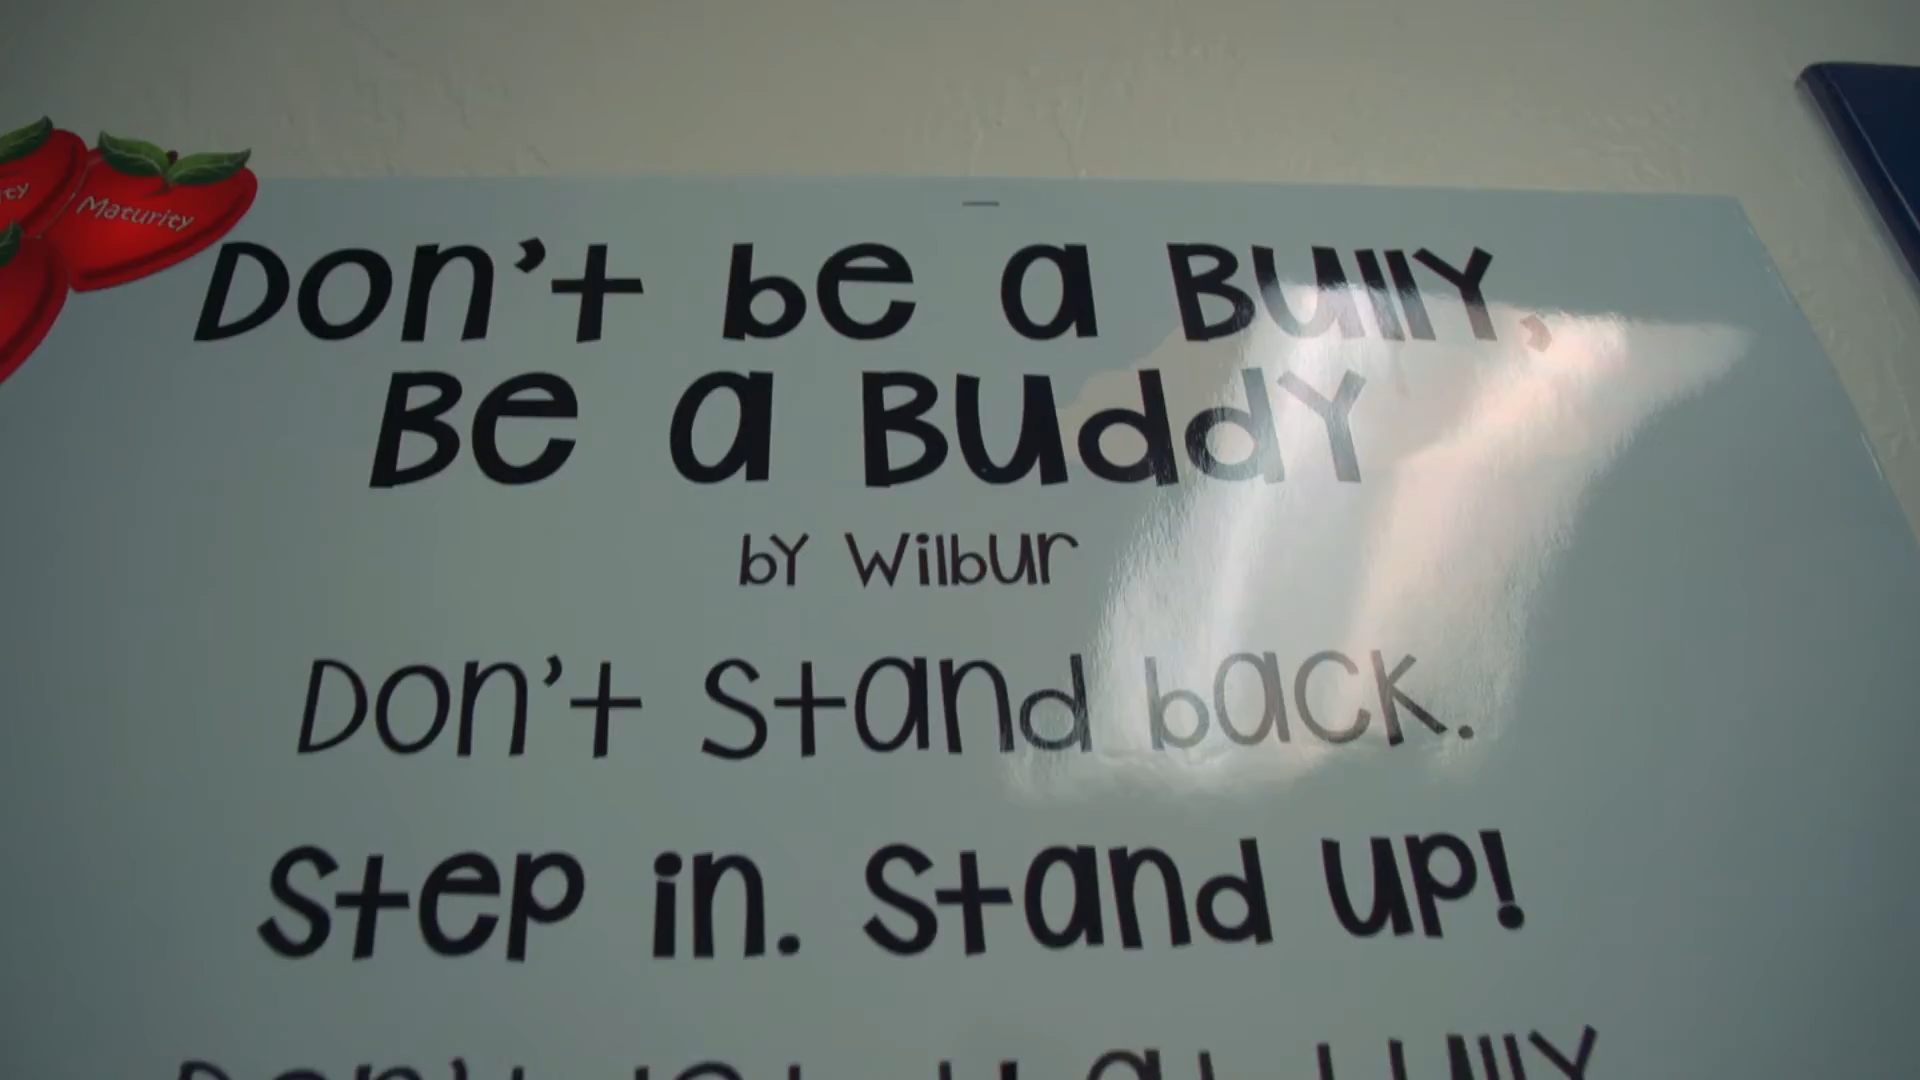 Maturity
Don't be a Bully,
Be a Buddy
by Wilbur
Don't stand back.
Step in. Stand up!